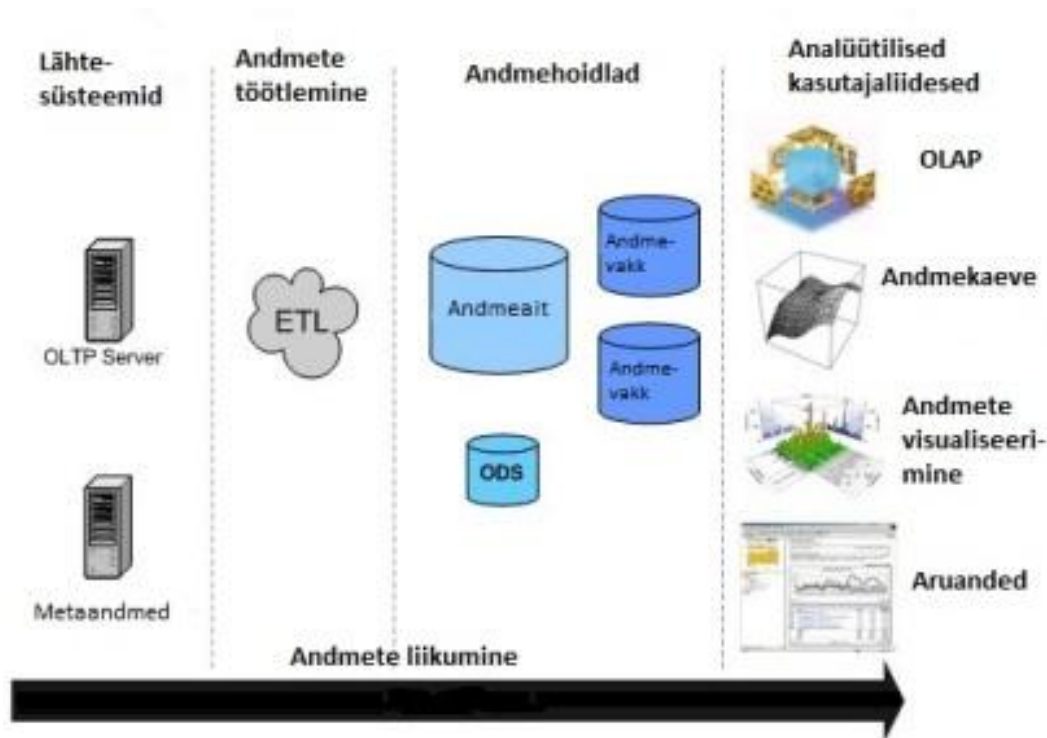 Lähte-
süsteemid
Andmete
töötlemine
Andmehoidlad
Analüütilised
kasutajaliidesed
OLAP
Andmekaeve
Andmete
visualiseeri-
mine
Aruanded
OLTP Server
Metaandmed
ETL
Andmeait
Andme-
vakk
Andme-
vakk
ODS
Andmete liikumine